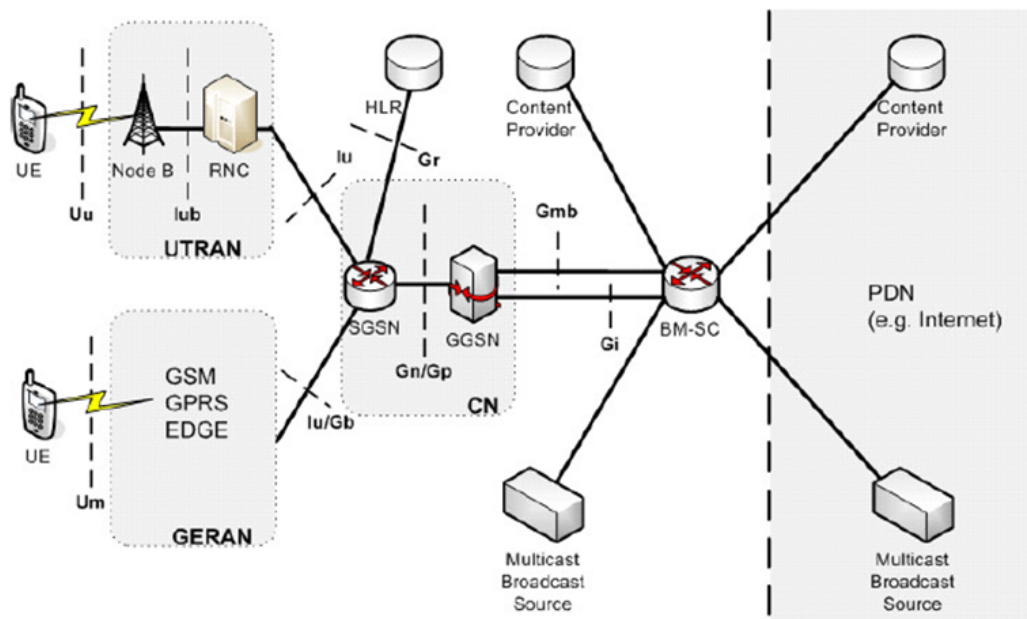 UE
Uu
Node B
Iub
RNC
UTRAN
Iu
HLR
Gr
Content
Provider
Content
Provider
SGSN
GGSN
Gn/Gp
CN
Gmb
Gi
BM-SC
PDN
(e.g. Internet)
UE
Um
GSM
GPRS
EDGE
GERAN
Iu/Gb
Multicast
Broadcast
Source
Multicast
Broadcast
Source